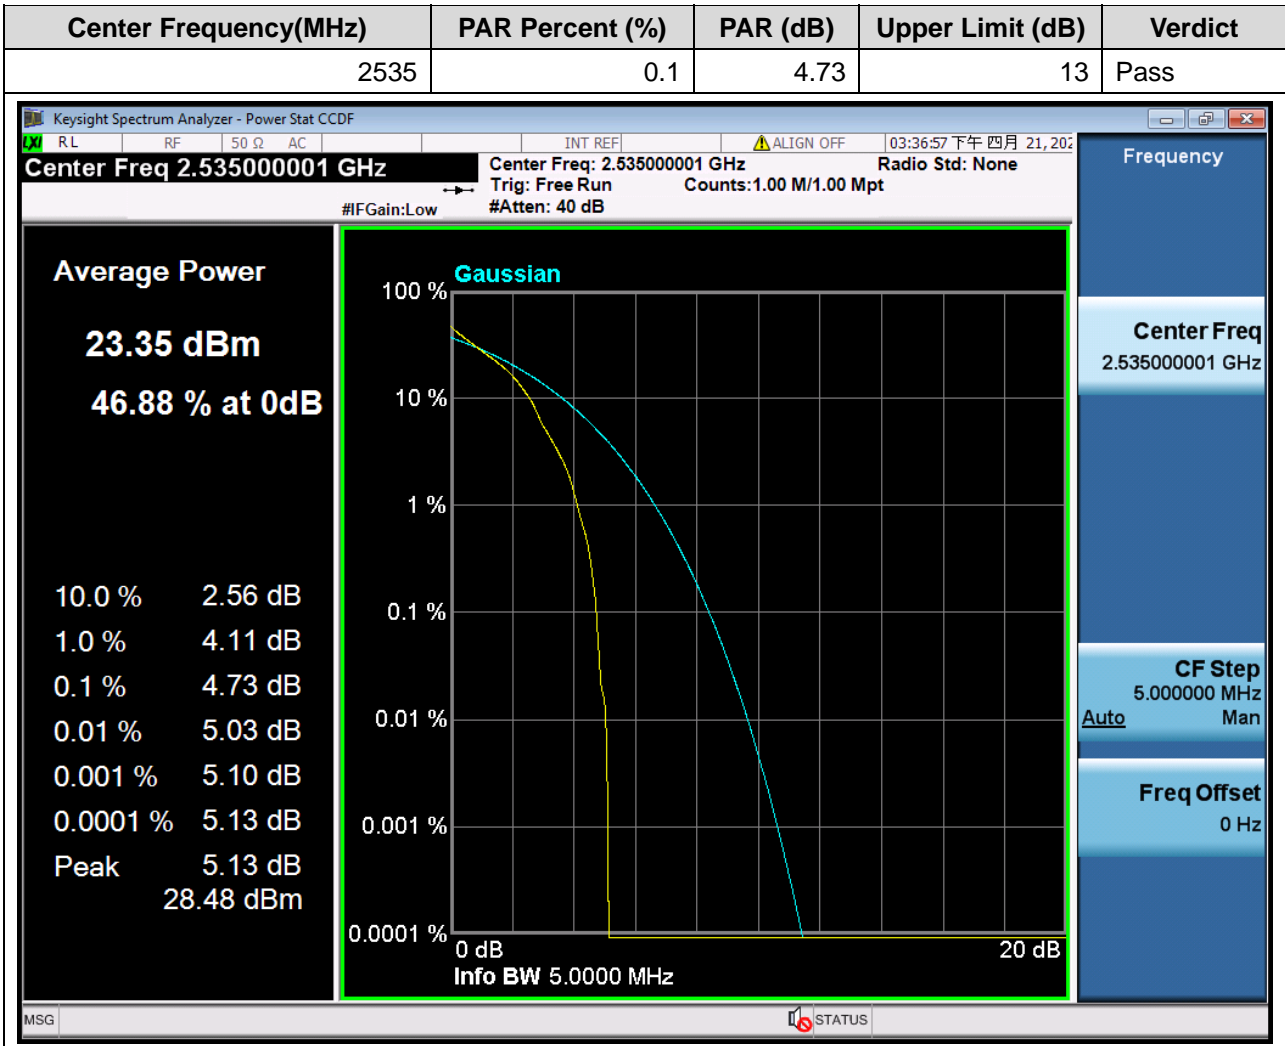 Center Frequency(MHz) PAR Percent (%) PAR (dB) Upper Limit (dB) Verdict
2535 0.1 4.73 13 Pass
Keysight Spectrum Analyzer - Power Stat CCDF
LXI RL RF 50 Ω AC INT REF ALIGN OFF 03:36:57 下午 四月 21, 202
Center Freq 2.535000001 GHz
Center Freq: 2.535000001 GHz Radio Std: None
Trig: Free Run Counts:1.00 M/1.00 Mpt
#IFGain:Low #Atten: 40 dB
Average Power
23.35 dBm
46.88 % at 0dB
10.0 % 2.56 dB
1.0 % 4.11 dB
0.1 % 4.73 dB
0.01 % 5.03 dB
0.001 % 5.10 dB
0.0001 % 5.13 dB
Peak 5.13 dB
28.48 dBm
Gaussian
100 %
10 %
1 %
0.1 %
0.01 %
0.001 %
0.0001 %
0 dB 20 dB
Info BW 5.0000 MHz
Frequency
Center Freq
2.535000001 GHz
CF Step
5.000000 MHz
Auto Man
Freq Offset
0 Hz
MSG STATUS